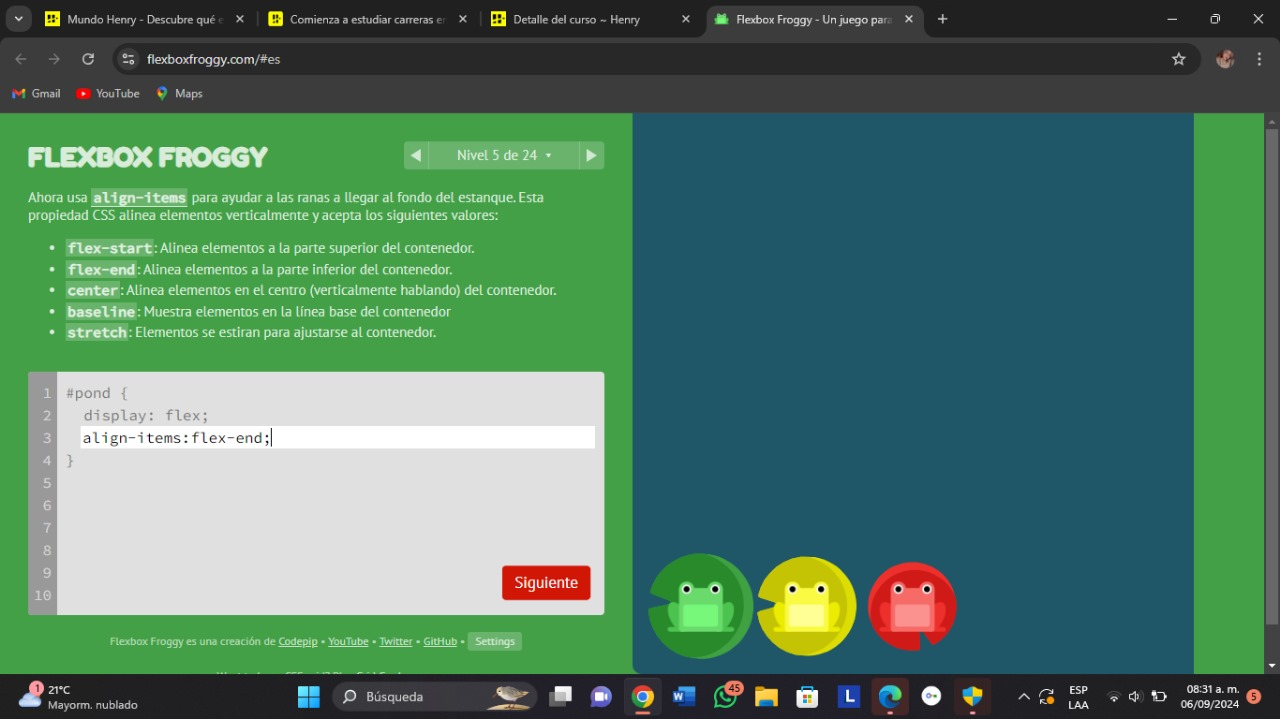 Mundo Henry - Descubre qué e
Comienza a estudiar carreras en
Detalle del curso ~ Henry
Flexbox Froggy - Un juego para
flexboxfroggy.com/#es
Gmail
YouTube
Maps
FLEXBOX FROGGY
Nivel 5 de 24
Ahora usa align-items para ayudar a las ranas a llegar al fondo del estanque. Esta
propiedad CSS alinea elementos verticalmente y acepta los siguientes valores:
• flex-start: Alinea elementos a la parte superior del contenedor.
• flex-end: Alinea elementos a la parte inferior del contenedor.
• center: Alinea elementos en el centro (verticalmente hablando) del contenedor.
• baseline: Muestra elementos en la línea base del contenedor
• stretch: Elementos se estiran para ajustarse al contenedor.
1 #pond {
2 display: flex;
3 align-items:flex-end;
4 }
5
6
7
8
9
10
Siguiente
Flexbox Froggy es una creación de Codepip • YouTube • Twitter • GitHub • Settings
1
21°C
Mayorm. nublado
Búsqueda
45
L
ESP
LAA
08:31 a. m.
06/09/2024
5